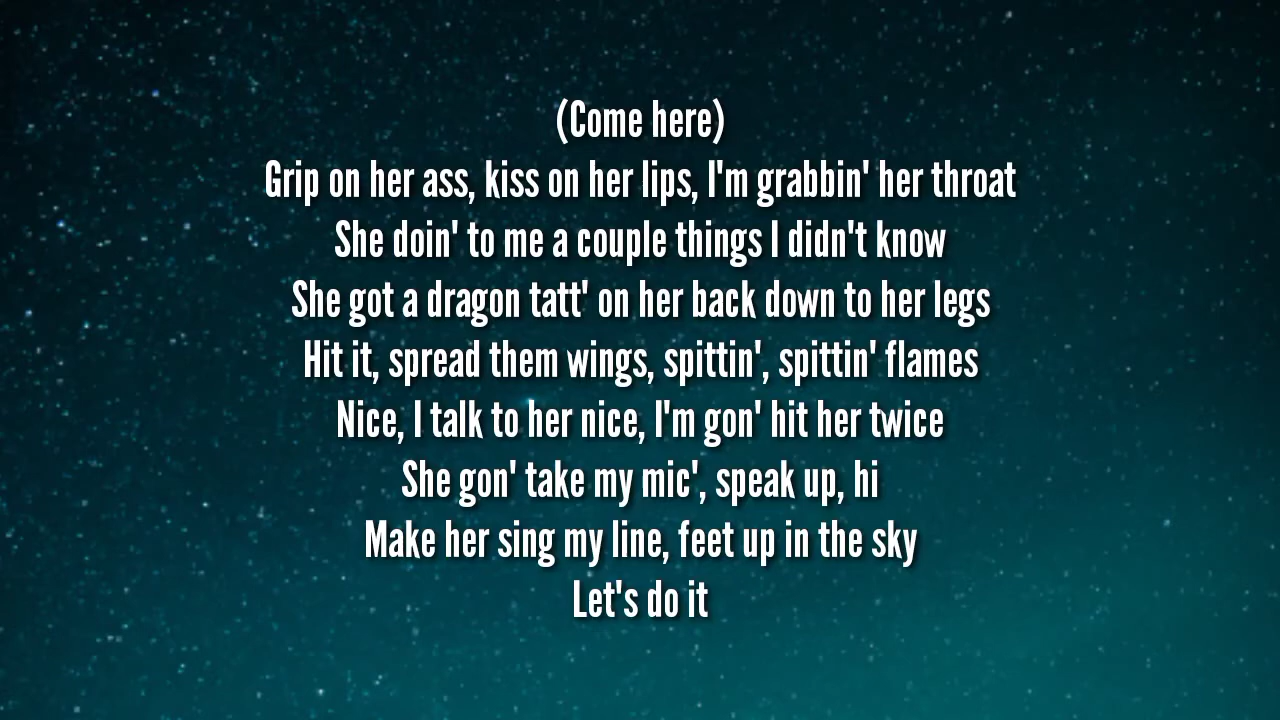 (Come here)
Grip on her ass, kiss on her lips, I'm grabbin' her throat
She doin' to me a couple things I didn't know
She got a dragon tatt' on her back down to her legs
Hit it, spread them wings, spittin', spittin' flames
Nice, I talk to her nice, I'm gon' hit her twice
She gon' take my mic', speak up, hi
Make her sing my line, feet up in the sky
Let's do it